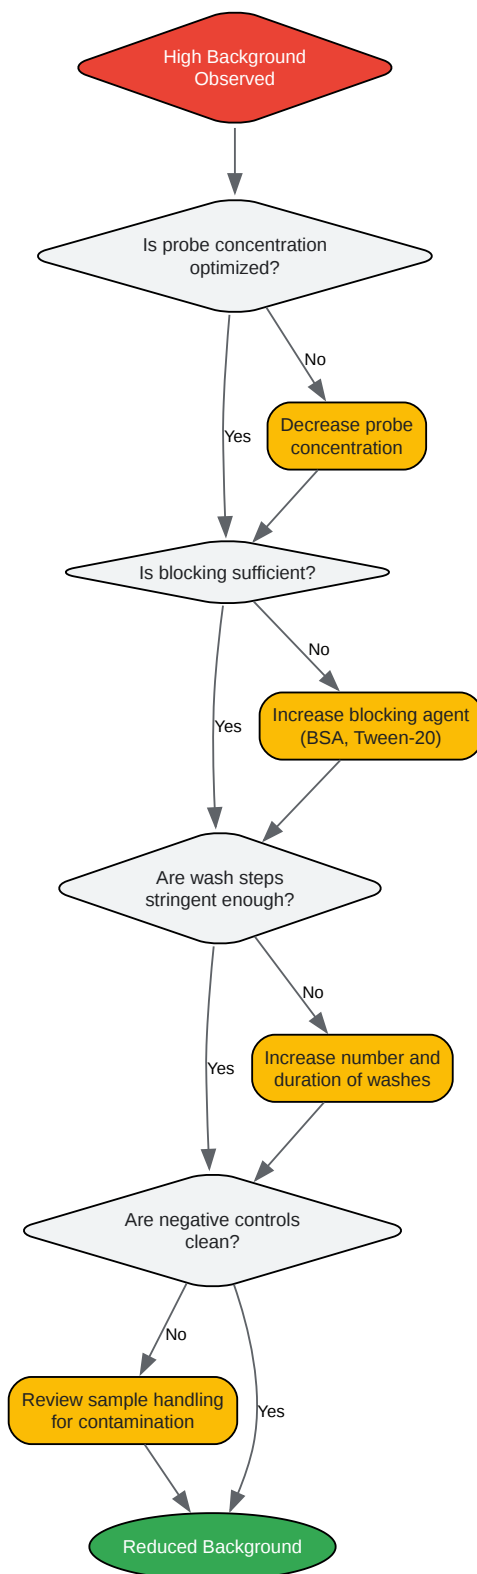 High Background
Observed
Is probe concentration
optimized?
No
Yes
Decrease probe
concentration
Is blocking sufficient?
No
Yes
Increase blocking agent
(BSA, Tween-20)
Are wash steps
stringent enough?
No
Yes
Increase number and
duration of washes
Are negative controls
clean?
No
Yes
Review sample handling
for contamination
Reduced Background